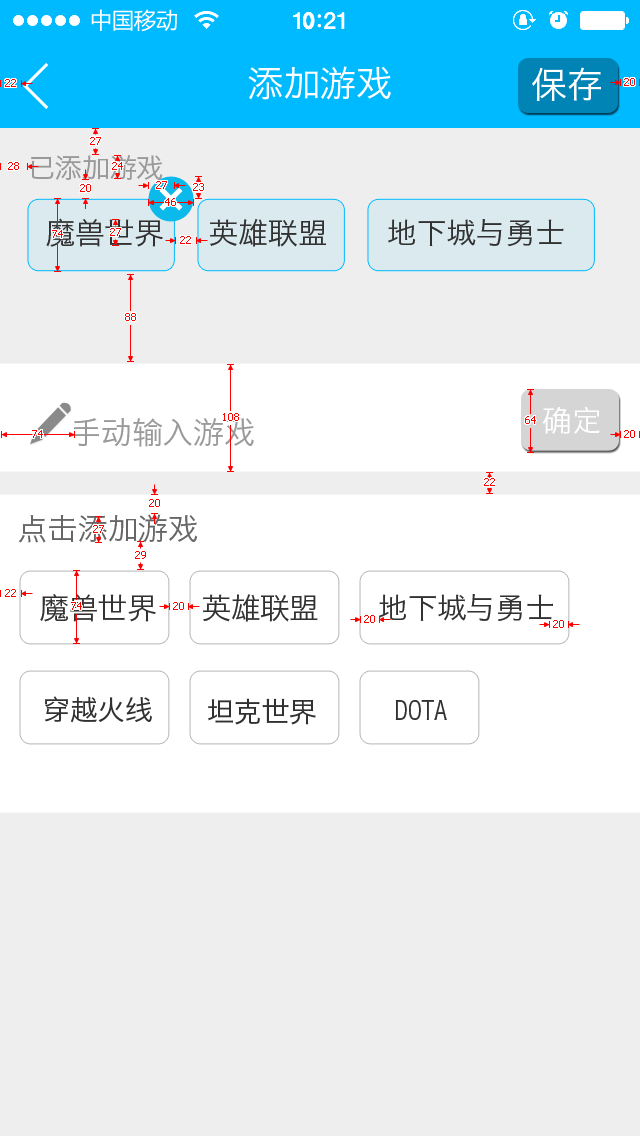 中国移动 10:21
22 添加游戏 保存 20
27
28 已添加游戏 24
20 27 23
46
魔兽世界 英雄联盟 地下城与勇士
74 27 22
88
108
74 手动输入游戏 64 确定 20
22
20
点击添加游戏
27
29
22 魔兽世界 20 英雄联盟 地下城与勇士
74 20 20
穿越火线 坦克世界 DOTA